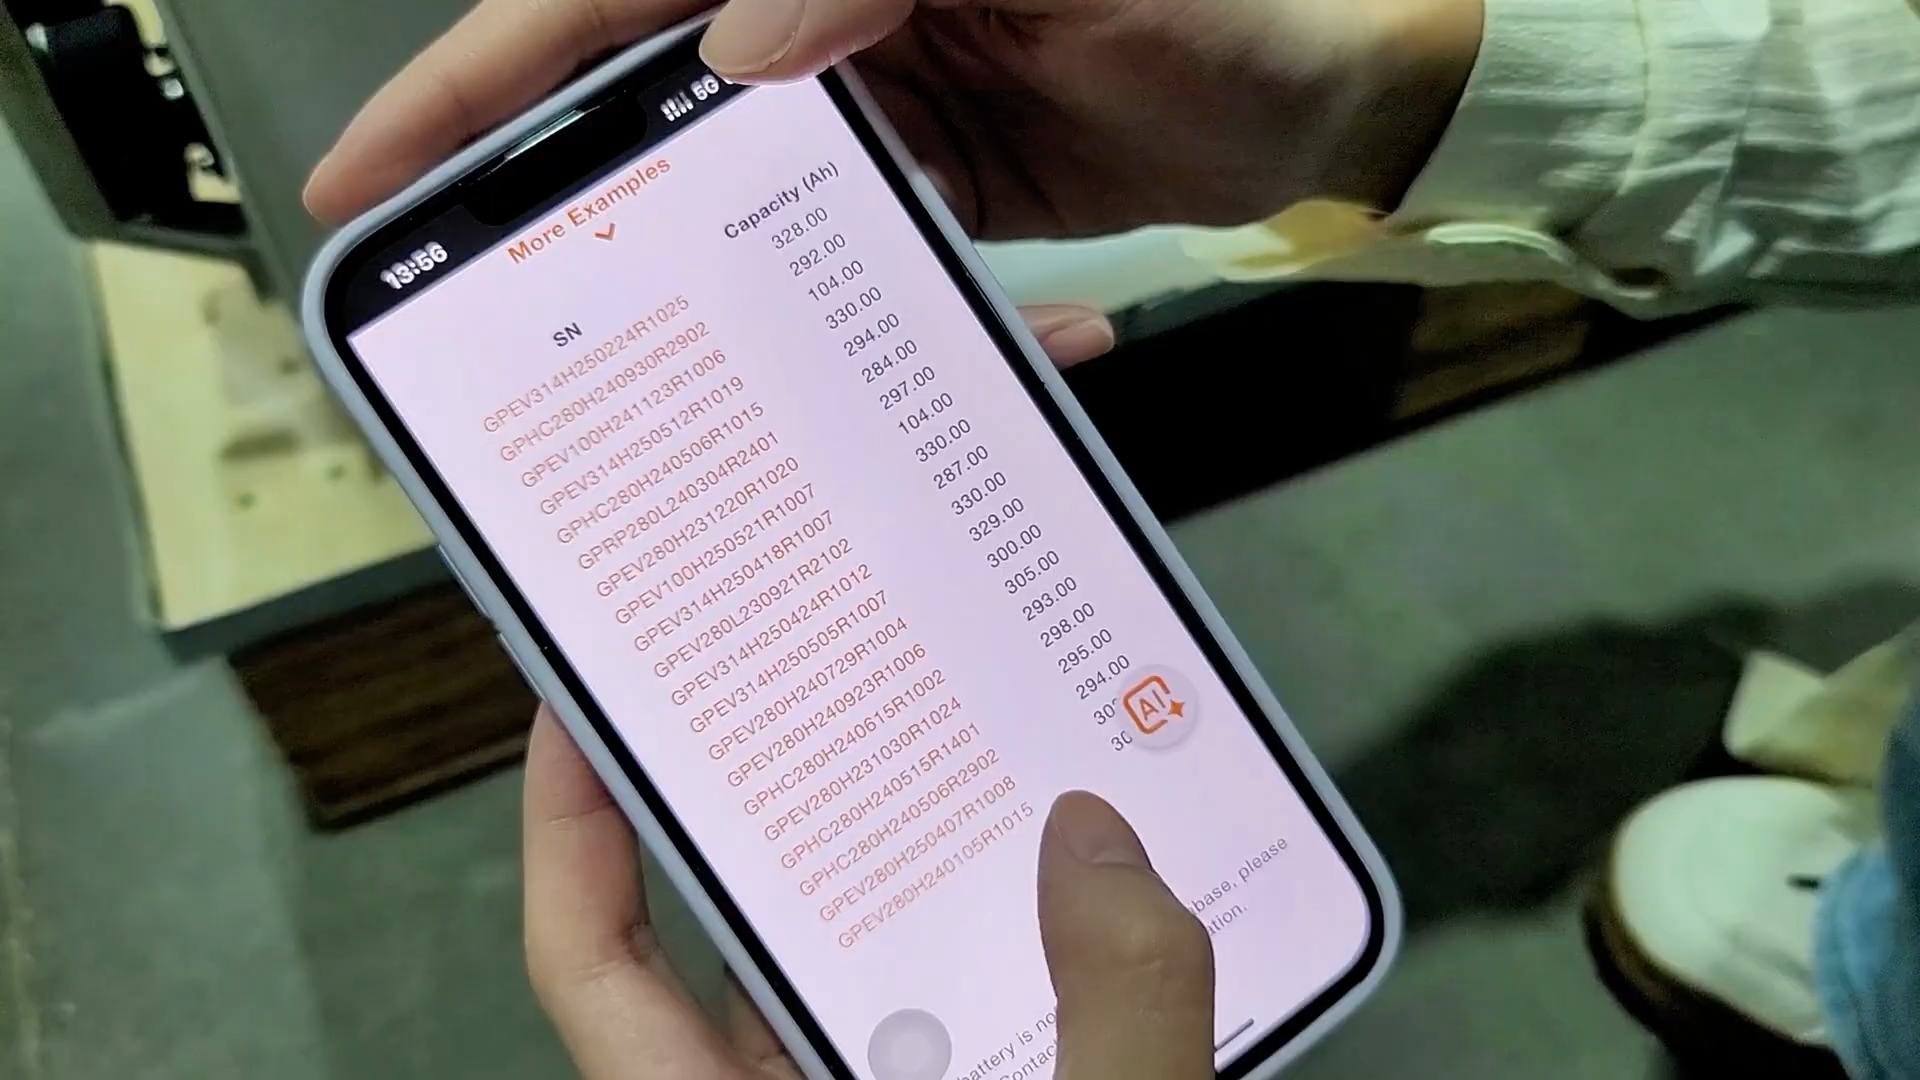 13:56
5G
More Examples
SN Capacity (Ah)
GPEV314H250224R1025 328.00
GPHC280H240930R2902 292.00
GPEV100H241123R1006 104.00
GPEV314H250512R1019 330.00
GPHC280H240506R1015 294.00
GPRP280L240304R2401 284.00
GPEV280H231220R1020 297.00
GPEV100H250521R1007 104.00
GPEV314H250418R1007 330.00
GPEV280L230921R2102 287.00
GPEV314H250424R1012 330.00
GPEV314H250505R1007 329.00
GPEV280H240729R1004 300.00
GPEV280H240923R1006 305.00
GPHC280H240615R1002 293.00
GPEV280H231030R1024 298.00
GPHC280H240515R1401 295.00
GPHC280H240506R2902 294.00
GPEV280H250407R1008
GPEV280H240105R1015
AI
battery is please